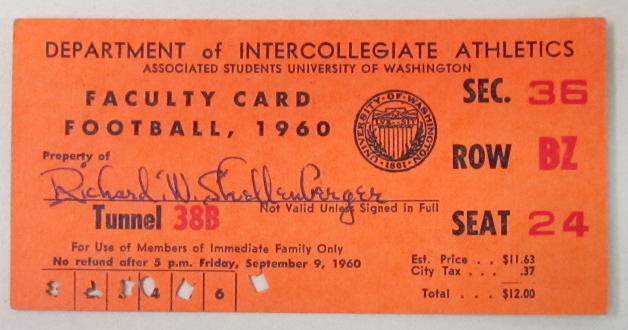 DEPARTMENT of INTERCOLLEGIATE ATHLETICS
ASSOCIATED STUDENTS UNIVERSITY OF WASHINGTON
FACULTY CARD
FOOTBALL, 1960
UNIVERSITY OF WASHINGTON
LVX SIT
1861
SEC. 36
ROW BZ
SEAT 24
Property of
Richard W. Shellenberger
Not Valid Unless Signed in Full
Tunnel 38B
For Use of Members of Immediate Family Only
No refund after 5 p.m. Friday, September 9, 1960
4 6
Est. Price . . $11.63
City Tax . . . .37
Total . . . $12.00